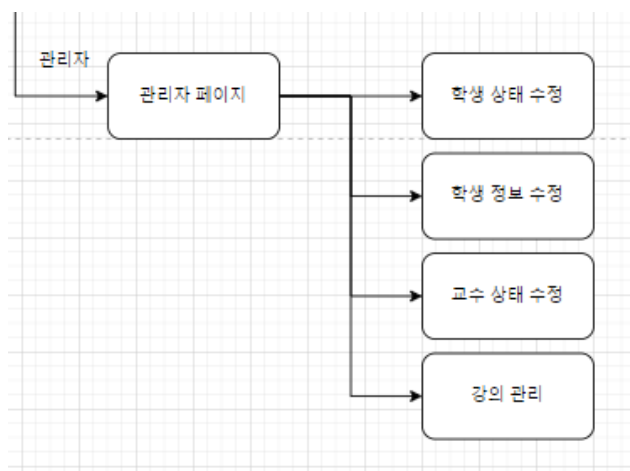 관리자
관리자 페이지
학생 상태 수정
학생 정보 수정
교수 상태 수정
강의 관리